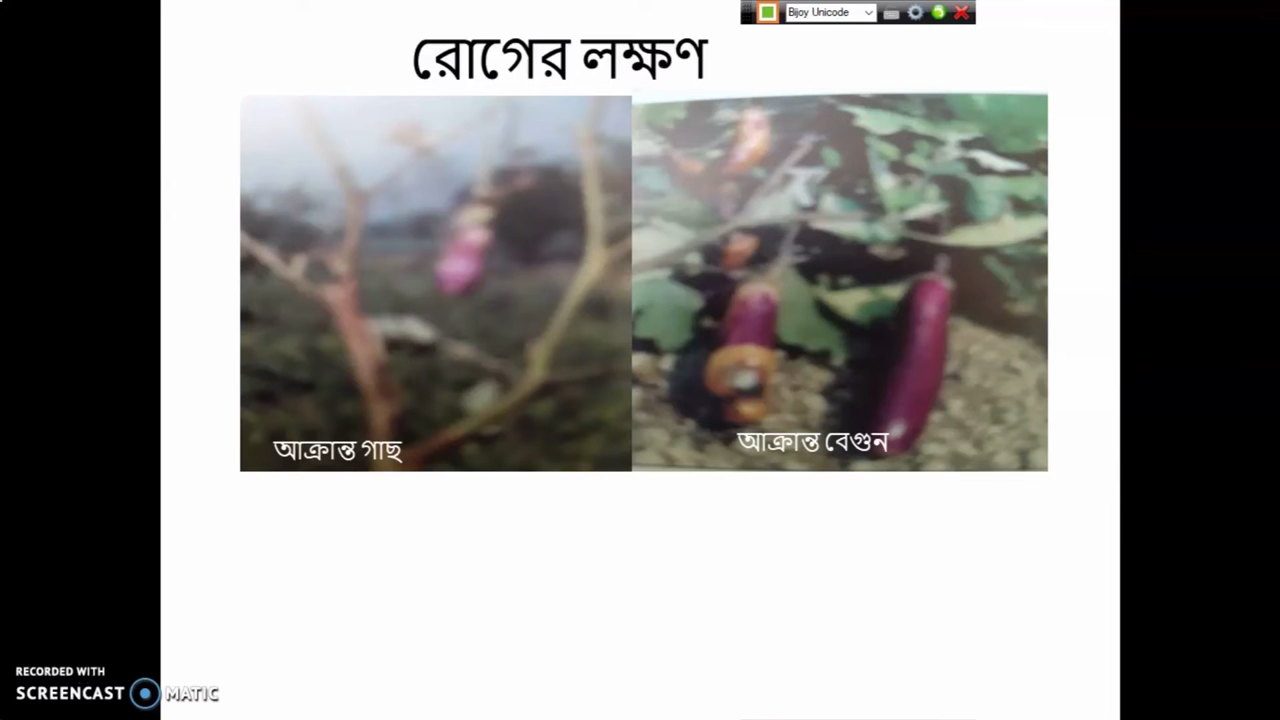 Bijoy Unicode
রোগের লক্ষণ
আক্রান্ত গাছ
আক্রান্ত বেগুন
RECORDED WITH
SCREENCAST MATIC